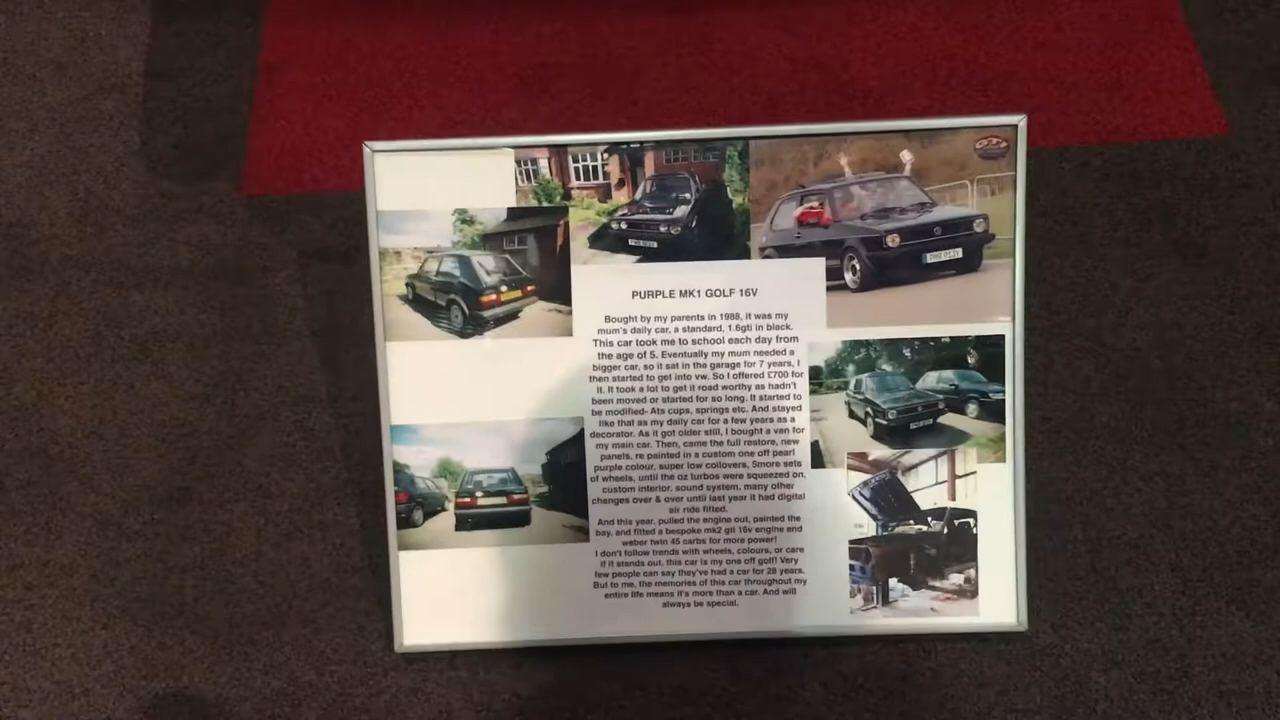 GTi
PURPLE MK1 GOLF 16V
Bought by my parents in 1988, it was my
mum's daily car, a standard, 1.6gti in black.
This car took me to school each day from
the age of 5. Eventually my mum needed a
bigger car, so it sat in the garage for 7 years, I
then started to get into vw. So I offered £700 for
it. It took a lot to get it road worthy as hadn't
been moved or started for so long. It started to
be modified- Ats cups, springs etc. And stayed
like that as my daily car for a few years as a
decorator. As it got older still, I bought a van for
my main car. Then, came the full restore, new
panels, re painted in a custom one off pearl
purple colour, super low coilovers, 5more sets
of wheels, until the oz turbos were squeezed on,
custom interior, sound system, many other
changes over & over until last year it had digital
air ride fitted.
And this year, pulled the engine out, painted the
bay, and fitted a bespoke mk2 gti 16v engine and
weber twin 45 carbs for more power!
I don't follow trends with wheels, colours, or care
if it stands out, this car is my one off golf! Very
few people can say they've had a car for 28 years.
But to me, the memories of this car throughout my
entire life means it's more than a car. And will
always be special.